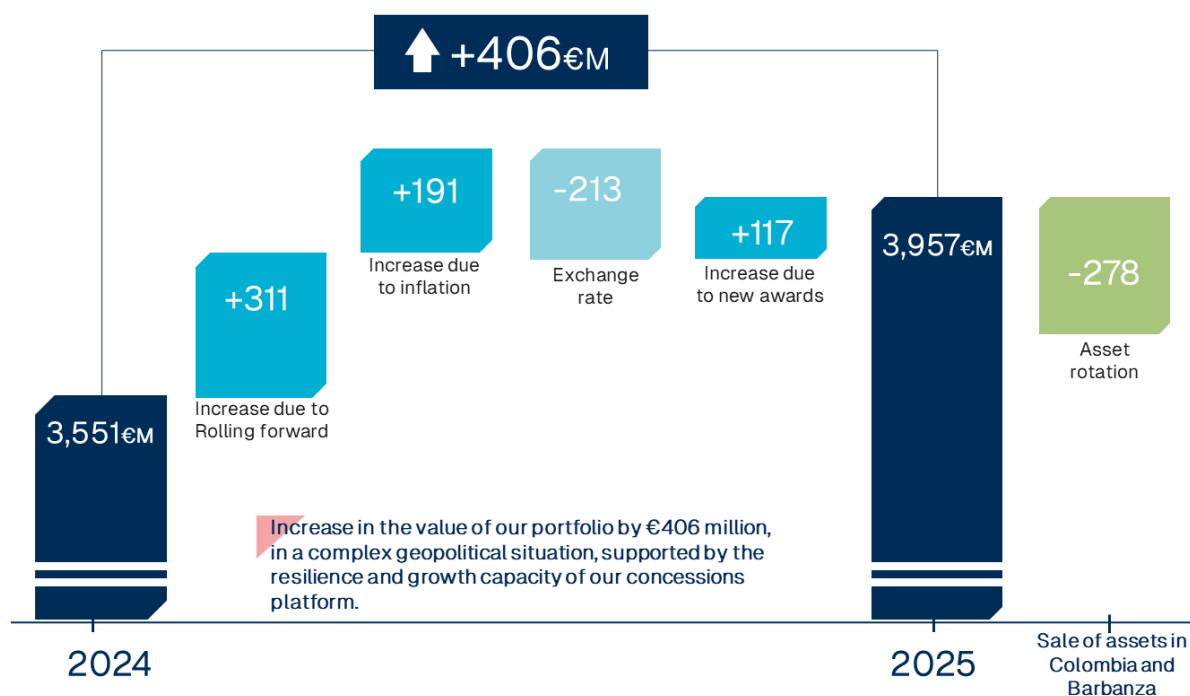 +406€M
+191
Increase due
to inflation
-213
Exchange
rate
+117
Increase due
to new awards
3,957€M
-278
Asset
rotation
+311
Increase due to
Rolling forward
3,551€M
Increase in the value of our portfolio by €406 million,
in a complex geopolitical situation, supported by the
resilience and growth capacity of our concessions
platform.
2024
2025
Sale of assets in
Colombia and
Barbanza